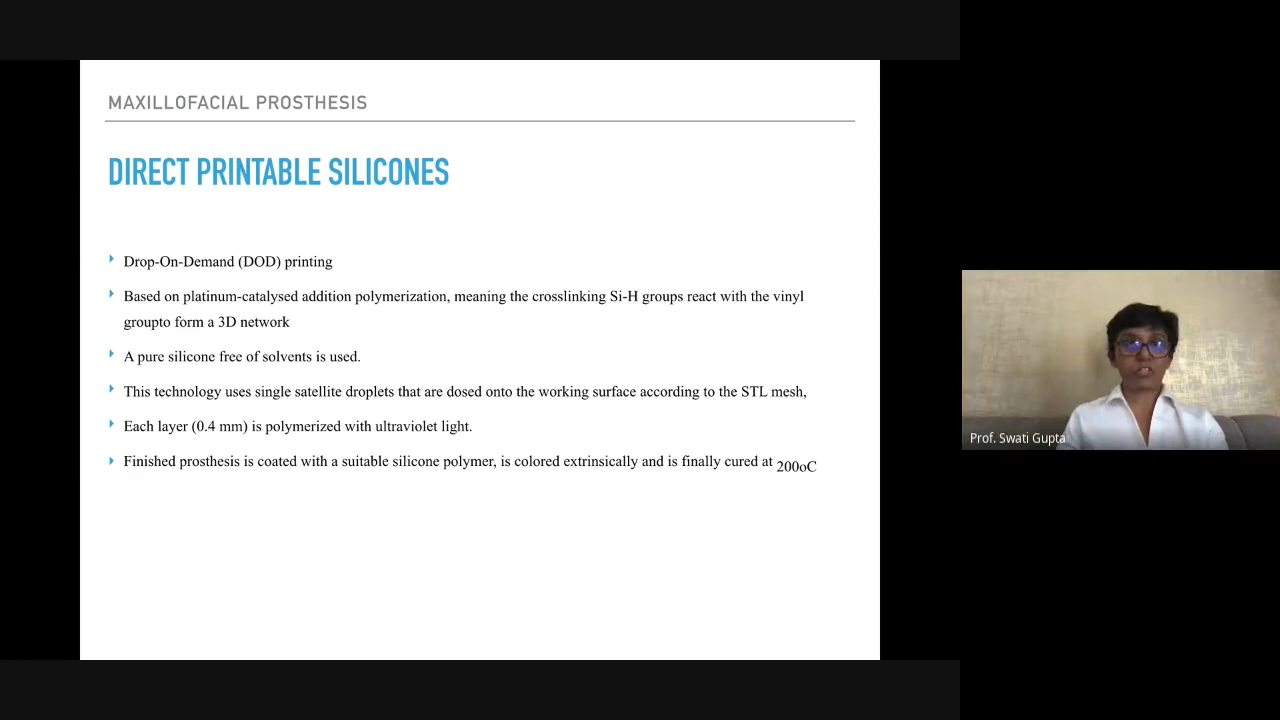 MAXILLOFACIAL PROSTHESIS
DIRECT PRINTABLE SILICONES
Drop-On-Demand (DOD) printing
Based on platinum-catalysed addition polymerization, meaning the crosslinking Si-H groups react with the vinyl
groupto form a 3D network
A pure silicone free of solvents is used.
This technology uses single satellite droplets that are dosed onto the working surface according to the STL mesh,
Each layer (0.4 mm) is polymerized with ultraviolet light.
Finished prosthesis is coated with a suitable silicone polymer, is colored extrinsically and is finally cured at 200oC
Prof. Swati Gupta